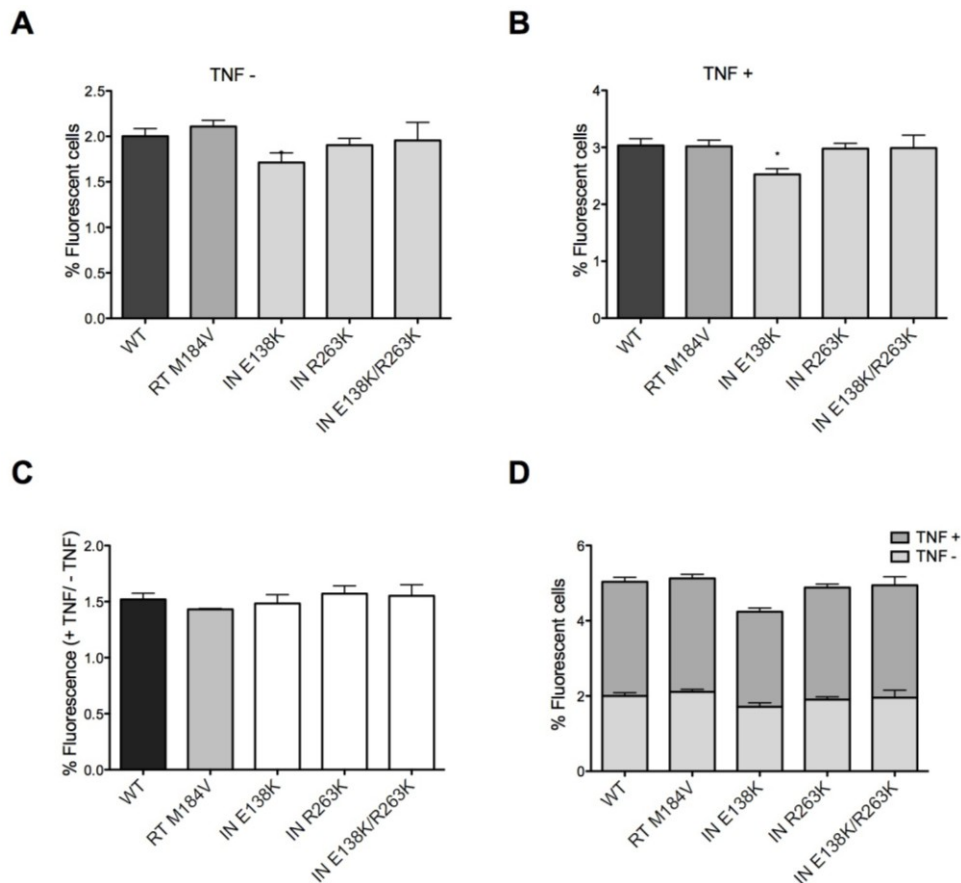 A
TNF -
% Fluorescent cells
2.5
2.0
1.5
1.0
0.5
0.0
WT
RT M184V
IN E138K
IN R263K
IN E138K/R263K
*
B
TNF +
% Fluorescent cells
4
3
2
1
0
*
WT
RT M184V
IN E138K
IN R263K
IN E138K/R263K
C
% Fluorescence (+ TNF/ - TNF)
2.0
1.5
1.0
0.5
0.0
WT
RT M184V
IN E138K
IN R263K
IN E138K/R263K
D
TNF +
TNF -
% Fluorescent cells
6
4
2
0
WT
RT M184V
IN E138K
IN R263K
IN E138K/R263K